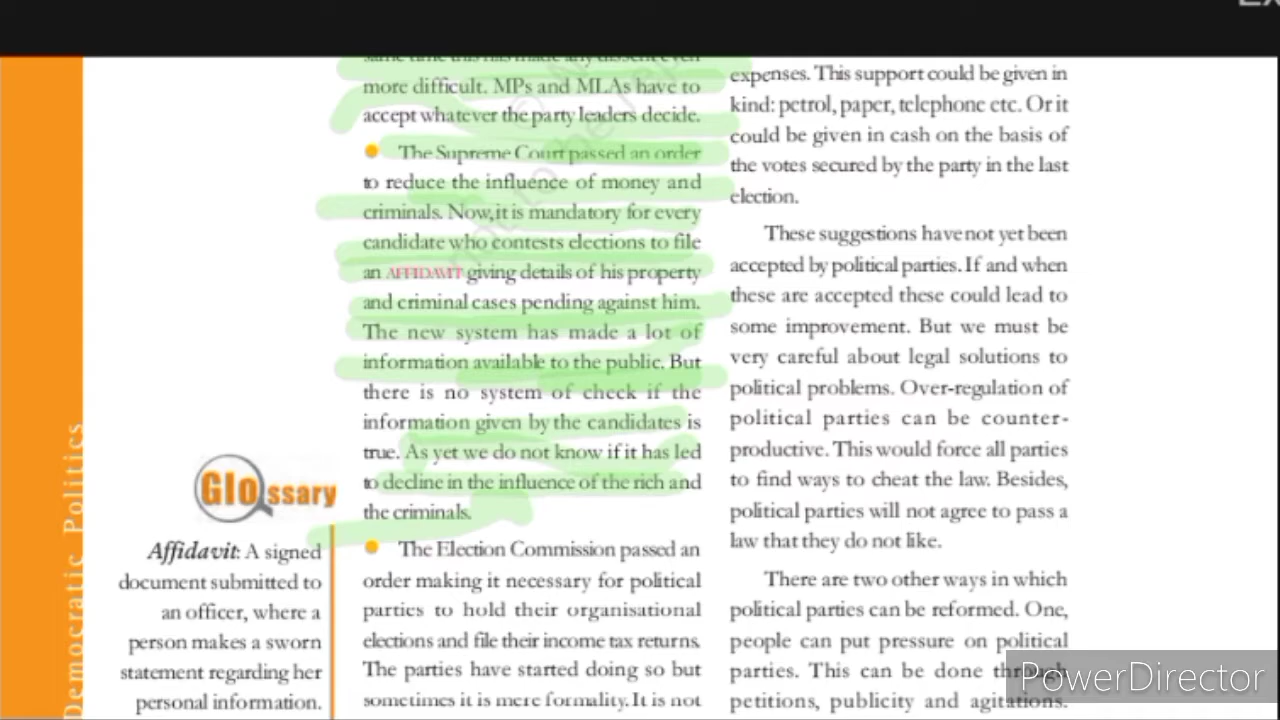 same time this has made any dissent even
more difficult. MPs and MLAs have to
accept whatever the party leaders decide.
The Supreme Court passed an order
to reduce the influence of money and
criminals. Now, it is mandatory for every
candidate who contests elections to file
an AFFIDAVIT giving details of his property
and criminal cases pending against him.
The new system has made a lot of
information available to the public. But
there is no system of check if the
information given by the candidates is
true. As yet we do not know if it has led
to decline in the influence of the rich and
the criminals.
The Election Commission passed an
order making it necessary for political
parties to hold their organisational
elections and file their income tax returns.
The parties have started doing so but
sometimes it is mere formality. It is not
expenses. This support could be given in
kind: petrol, paper, telephone etc. Or it
could be given in cash on the basis of
the votes secured by the party in the last
election.
These suggestions have not yet been
accepted by political parties. If and when
these are accepted these could lead to
some improvement. But we must be
very careful about legal solutions to
political problems. Over-regulation of
political parties can be counter-
productive. This would force all parties
to find ways to cheat the law. Besides,
political parties will not agree to pass a
law that they do not like.
There are two other ways in which
political parties can be reformed. One,
people can put pressure on political
parties. This can be done through
petitions, publicity and agitations.
Glossary
Affidavit: A signed
document submitted to
an officer, where a
person makes a sworn
statement regarding her
personal information.
Democratic Politics
PowerDirector